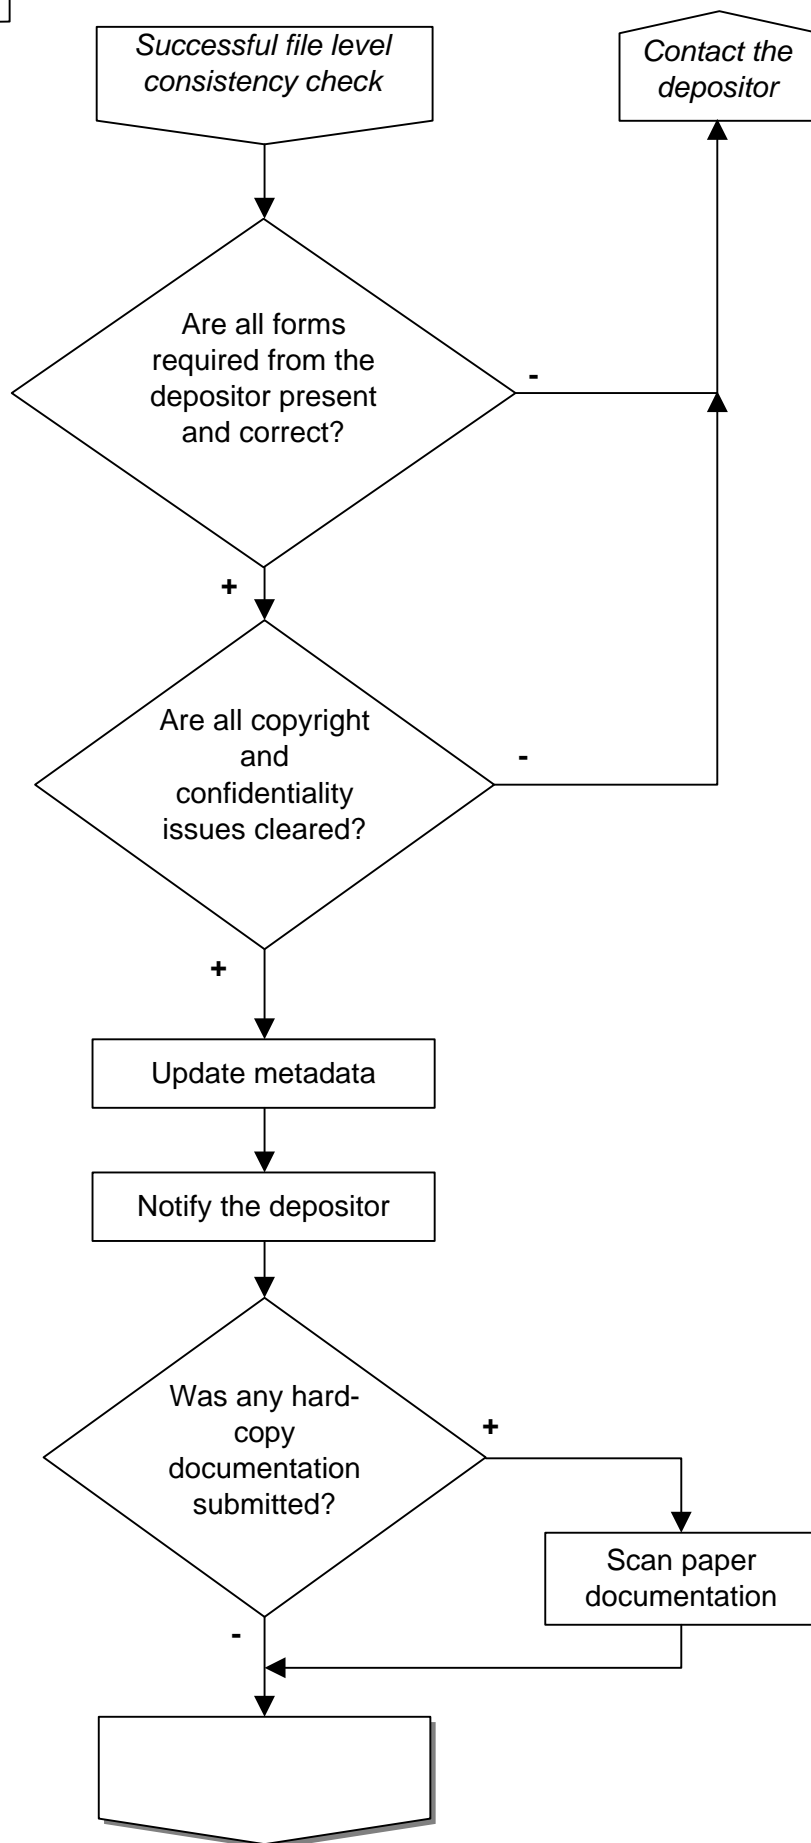 Successful file level
consistency check
Contact the
depositor
Are all forms
required from the
depositor present
and correct?
-
+
Are all copyright
and
confidentiality
issues cleared?
-
+
Update metadata
Notify the depositor
Was any hard-
copy
documentation
submitted?
+
Scan paper
documentation
-